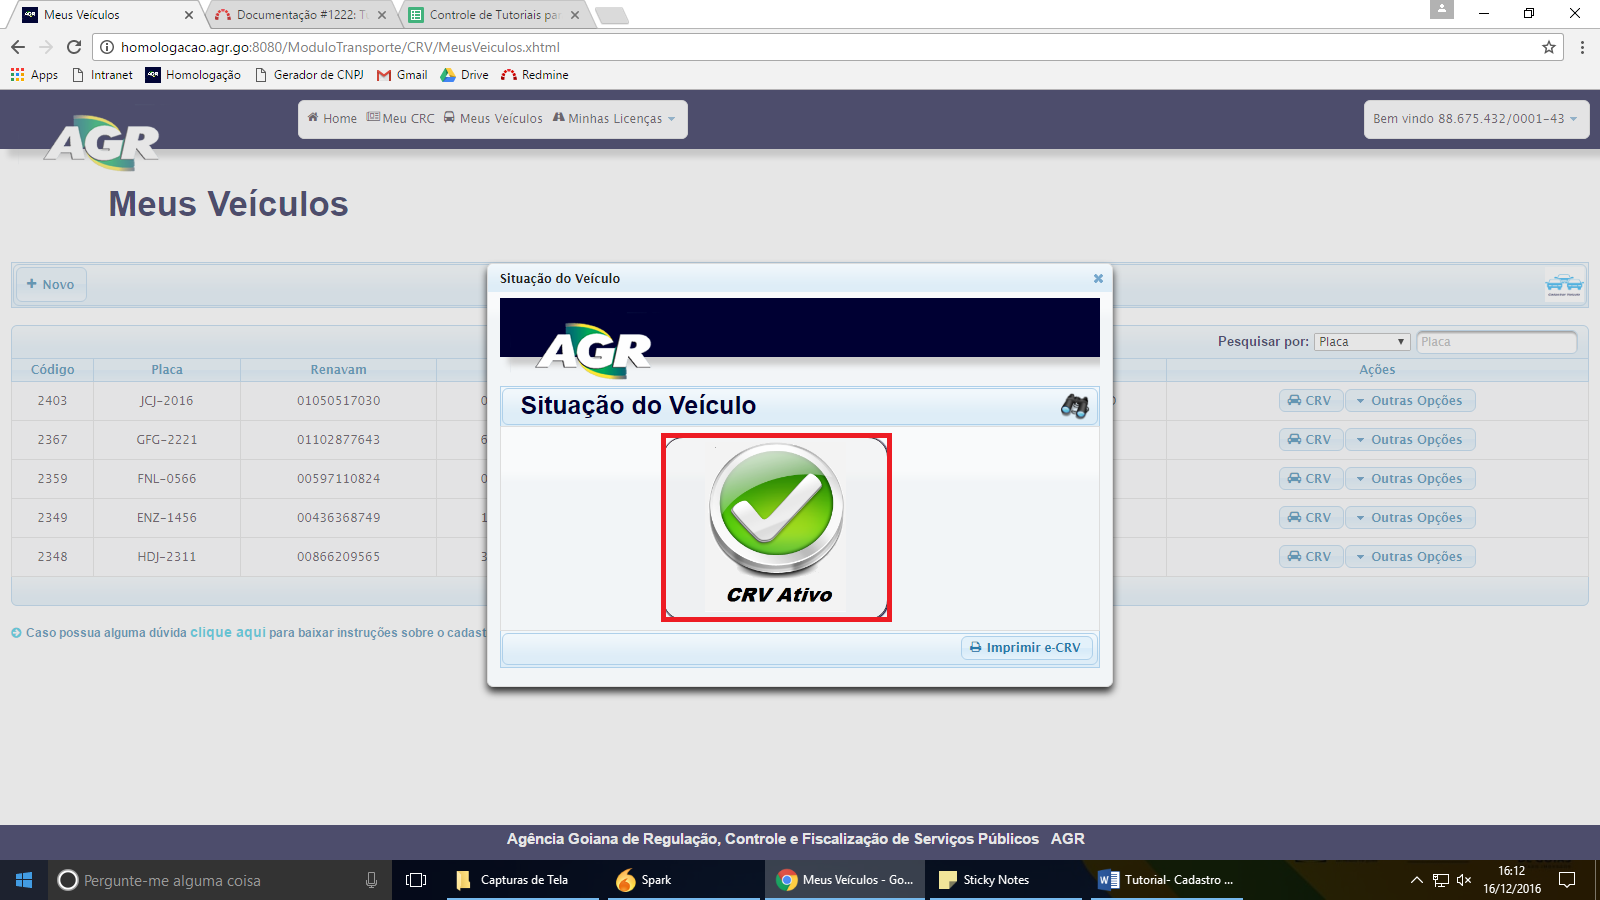 Meus Veículos
Documentação #1222: T
Controle de Tutoriais pa
homologacao.agr.go:8080/ModuloTransporte/CRV/MeusVeiculos.xhtml
Apps Intranet AGR Homologação Gerador de CNPJ Gmail Drive Redmine
AGR
Home Meu CRC Meus Veículos Minhas Licenças
Bem vindo 88.675.432/0001-43
Meus Veículos
+ Novo
Pesquisar por: Placa Placa
Código Placa Renavam Ações
2403 JCJ-2016 01050517030 0 CRV Outras Opções
2367 GFG-2221 01102877643 6 CRV Outras Opções
2359 FNL-0566 00597110824 0 CRV Outras Opções
2349 ENZ-1456 00436368749 1 CRV Outras Opções
2348 HDJ-2311 00866209565 3 CRV Outras Opções
Caso possua alguma dúvida clique aqui para baixar instruções sobre o cadast
Situação do Veículo
AGR
Situação do Veículo
CRV Ativo
Imprimir e-CRV
Agência Goiana de Regulação, Controle e Fiscalização de Serviços Públicos AGR
Pergunte-me alguma coisa
Capturas de Tela
Spark
Meus Veículos - Go...
Sticky Notes
Tutorial- Cadastro ...
16:12
16/12/2016